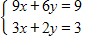 9x + 6y = 9
3x + 2y = 3